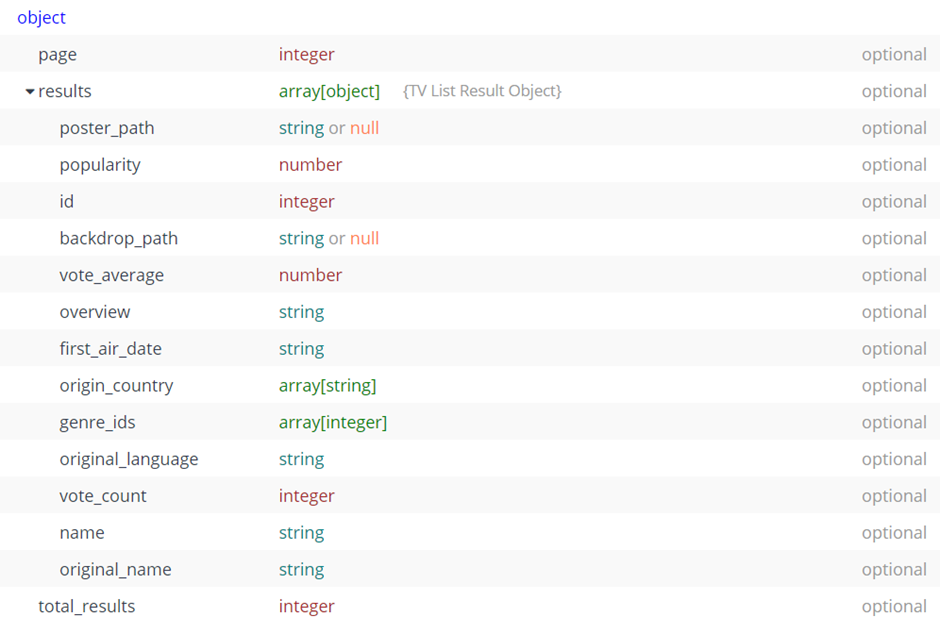 object
page integer optional
results array[object] {TV List Result Object} optional
poster_path string or null optional
popularity number optional
id integer optional
backdrop_path string or null optional
vote_average number optional
overview string optional
first_air_date string optional
origin_country array[string] optional
genre_ids array[integer] optional
original_language string optional
vote_count integer optional
name string optional
original_name string optional
total_results integer optional